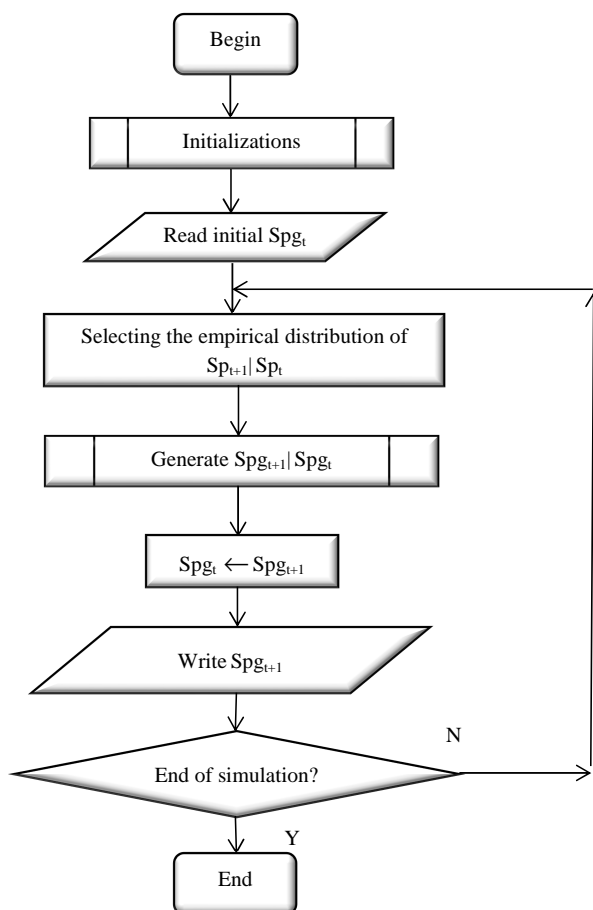 Begin
Initializations
Read initial Spgₜ
Selecting the empirical distribution of
Spₜ₊₁|Spₜ
Generate Spgₜ₊₁|Spgₜ
Spgₜ ← Spgₜ₊₁
Write Spgₜ₊₁
N
End of simulation?
Y
End